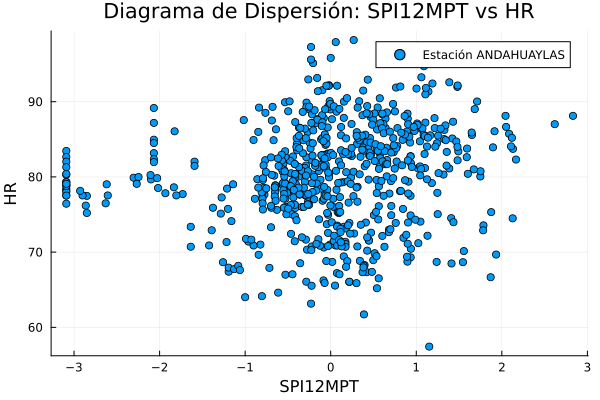 Diagrama de Dispersión: SPI12MPT vs HR
Estación ANDAHUAYLAS
HR
90
80
70
60
−3 −2 −1 0 1 2 3
SPI12MPT